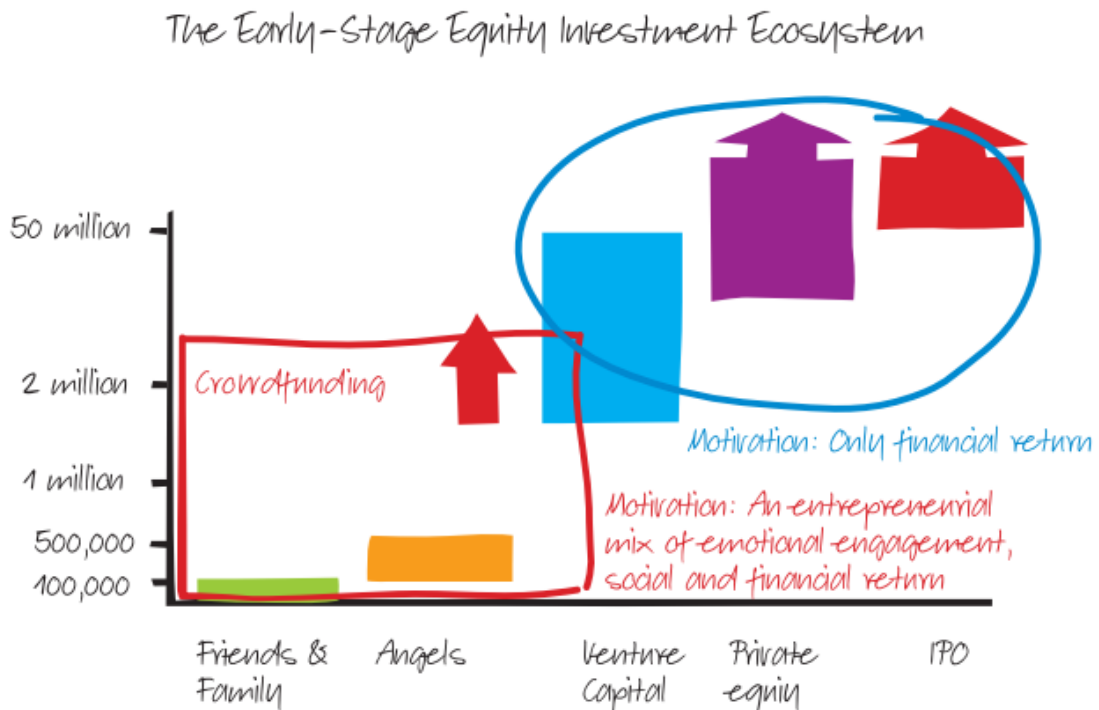 The Early-Stage Equity Investment Ecosystem
50 million
2 million
1 million
500,000
100,000
Crowdfunding
Motivation: Only financial return
Motivation: An entrepreneurial
mix of emotional engagement,
social and financial return
Friends &
Family
Angels
Venture
Capital
Private
equiy
IPO